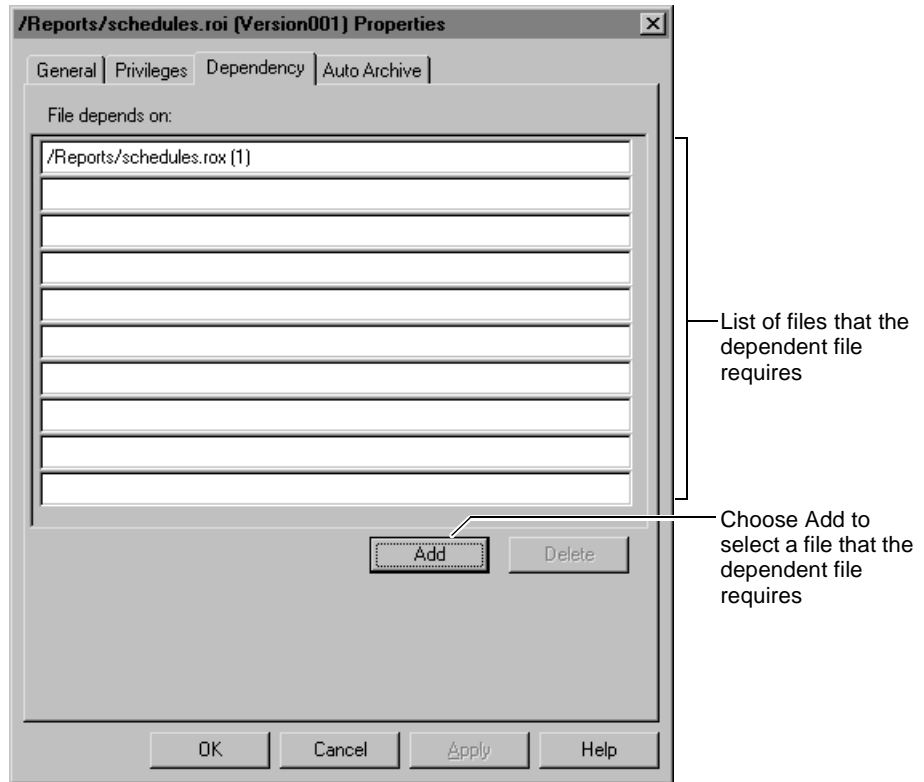 /Reports/schedules.roi (Version001) Properties
General Privileges Dependency Auto Archive
File depends on:
/Reports/schedules.rox (1)
List of files that the
dependent file
requires
Choose Add to
select a file that the
dependent file
requires
Add Delete
OK Cancel Apply Help